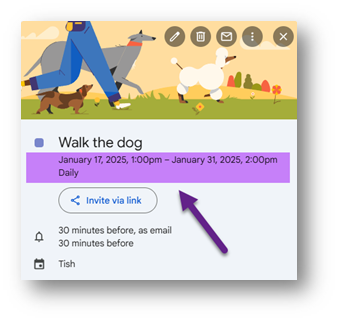 Walk the dog
January 17, 2025, 1:00pm – January 31, 2025, 2:00pm
Daily
Invite via link
30 minutes before, as email
30 minutes before
Tish